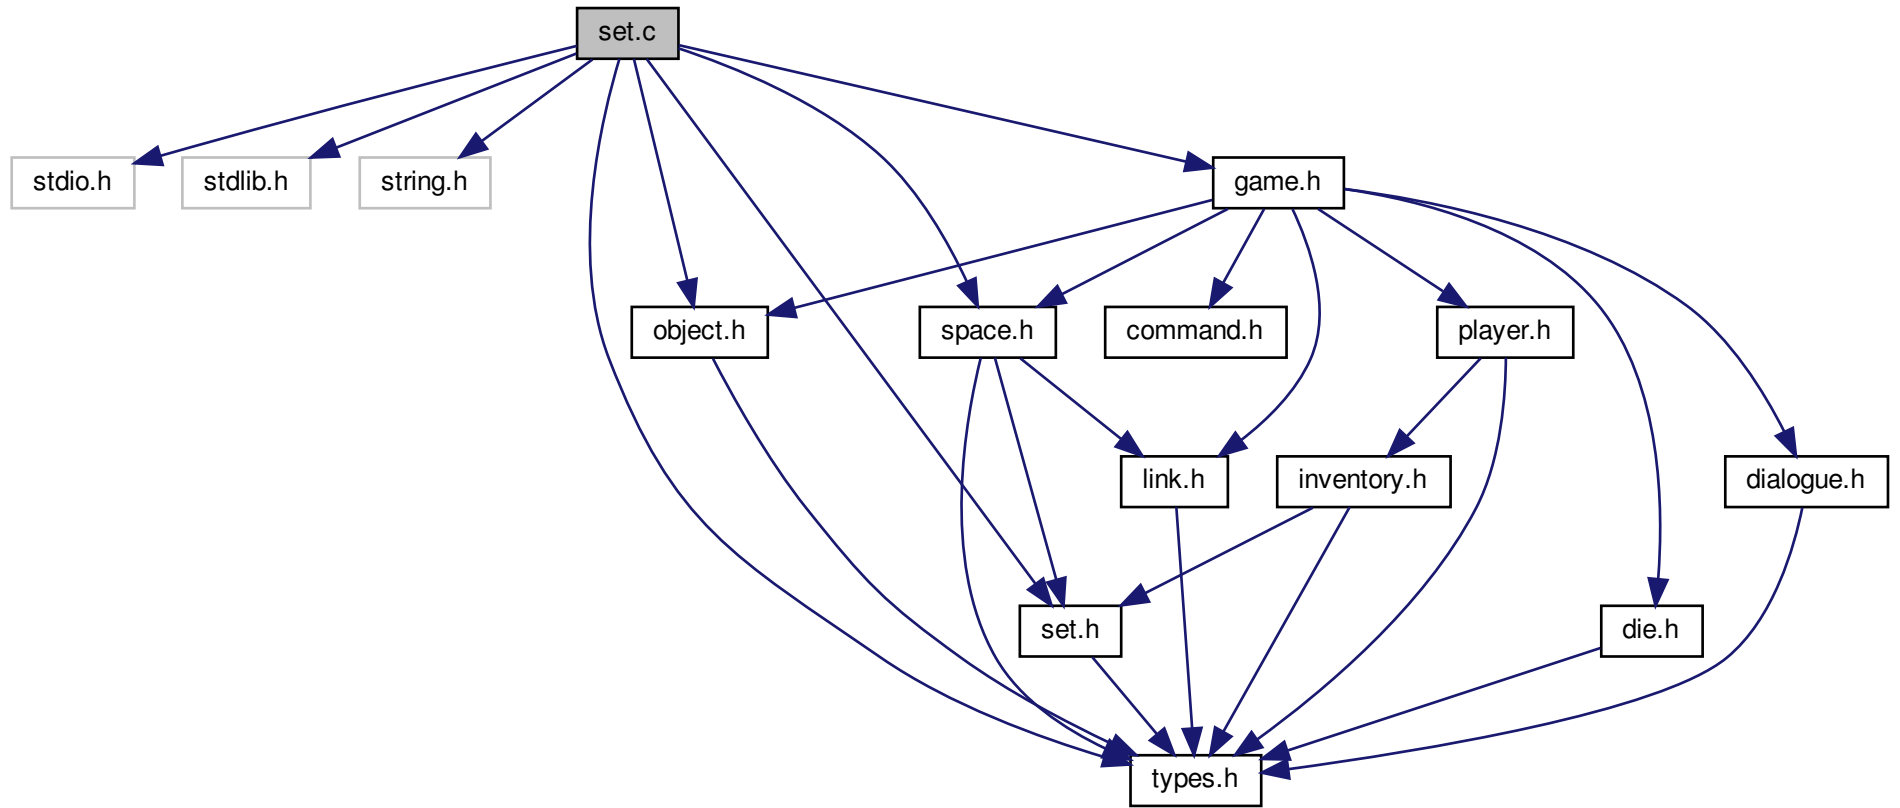 set.c
stdio.h
stdlib.h
string.h
game.h
object.h
space.h
command.h
player.h
link.h
inventory.h
dialogue.h
set.h
die.h
types.h